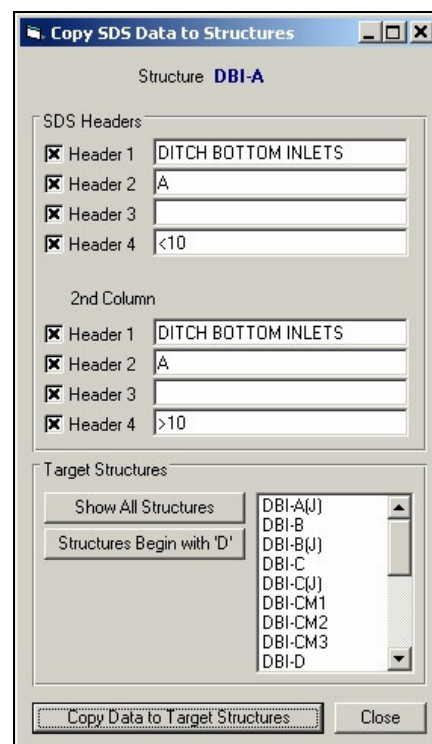 Copy SDS Data to Structures
Structure DBI-A
SDS Headers
Header 1 DITCH BOTTOM INLETS
Header 2 A
Header 3
Header 4 <10
2nd Column
Header 1 DITCH BOTTOM INLETS
Header 2 A
Header 3
Header 4 >10
Target Structures
Show All Structures
Structures Begin with 'D'
DBI-A(J)
DBI-B
DBI-B(J)
DBI-C
DBI-C(J)
DBI-CM1
DBI-CM2
DBI-CM3
DBI-D
Copy Data to Target Structures Close